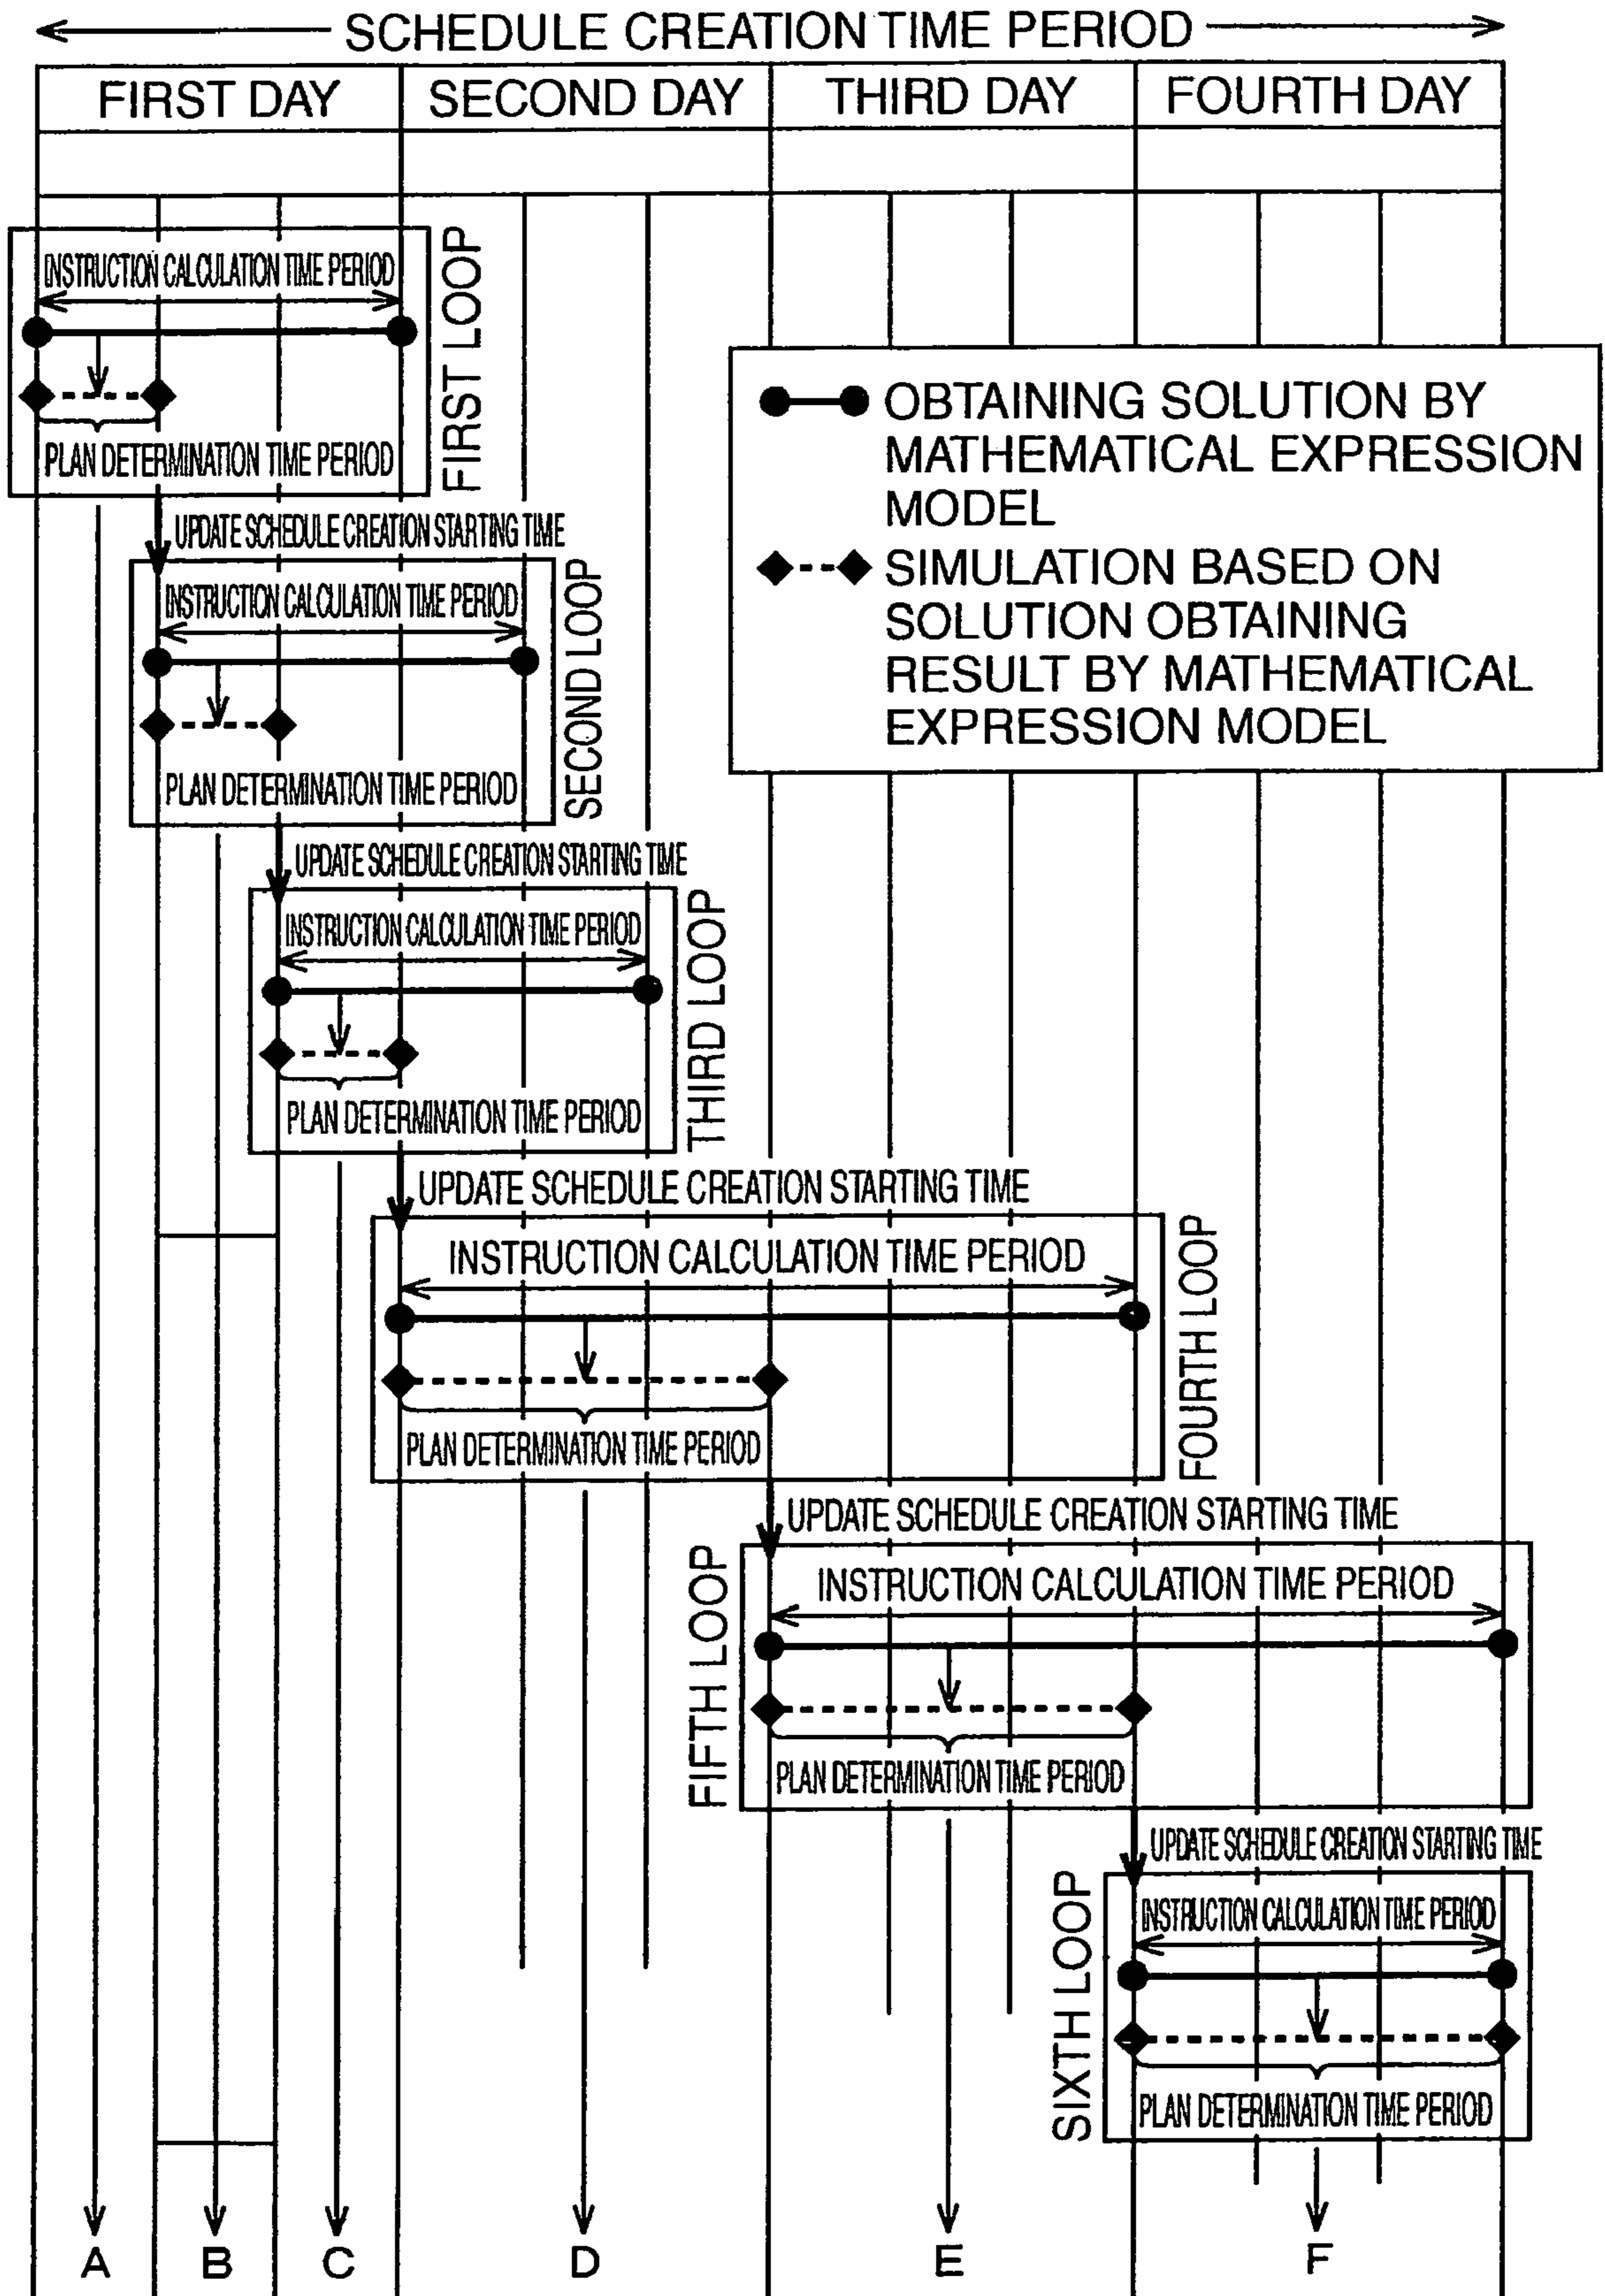 SCHEDULE CREATION TIME PERIOD
FIRST DAY
SECOND DAY
THIRD DAY
FOURTH DAY
INSTRUCTION CALCULATION TIME PERIOD
PLAN DETERMINATION TIME PERIOD
FIRST LOOP
OBTAINING SOLUTION BY
MATHEMATICAL EXPRESSION
MODEL
SIMULATION BASED ON
SOLUTION OBTAINING
RESULT BY MATHEMATICAL
EXPRESSION MODEL
UPDATE SCHEDULE CREATION STARTING TIME
INSTRUCTION CALCULATION TIME PERIOD
PLAN DETERMINATION TIME PERIOD
SECOND LOOP
UPDATE SCHEDULE CREATION STARTING TIME
INSTRUCTION CALCULATION TIME PERIOD
PLAN DETERMINATION TIME PERIOD
THIRD LOOP
UPDATE SCHEDULE CREATION STARTING TIME
INSTRUCTION CALCULATION TIME PERIOD
PLAN DETERMINATION TIME PERIOD
FOURTH LOOP
UPDATE SCHEDULE CREATION STARTING TIME
FIFTH LOOP
INSTRUCTION CALCULATION TIME PERIOD
PLAN DETERMINATION TIME PERIOD
UPDATE SCHEDULE CREATION STARTING TIME
SIXTH LOOP
INSTRUCTION CALCULATION TIME PERIOD
PLAN DETERMINATION TIME PERIOD
A
B
C
D
E
F